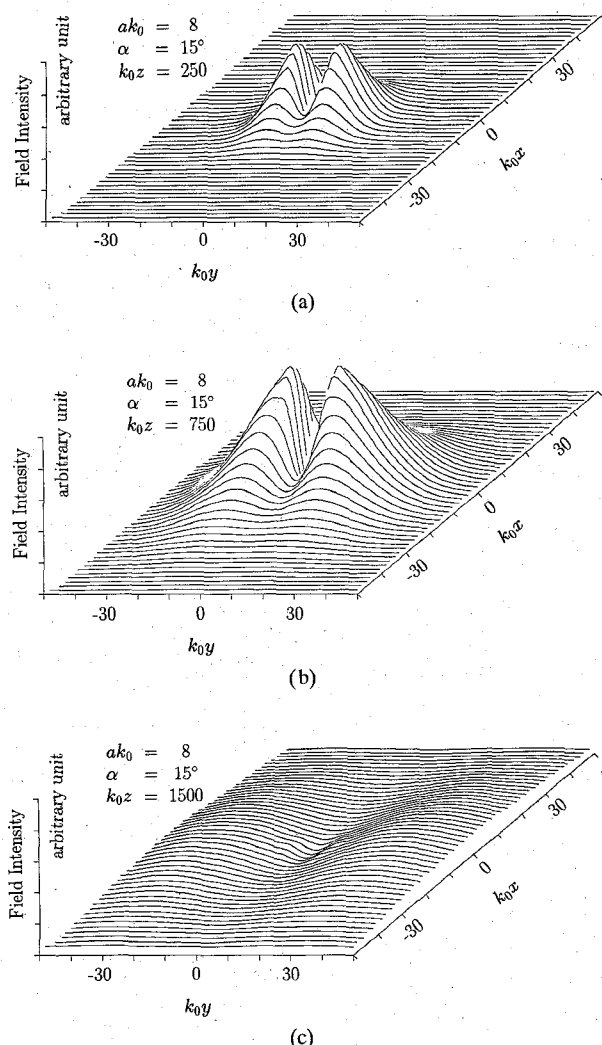 ak₀ = 8
α = 15°
k₀z = 250
Field Intensity
arbitrary unit
-30 0 30
k₀y
-30 0 30
k₀x
(a)
ak₀ = 8
α = 15°
k₀z = 750
Field Intensity
arbitrary unit
-30 0 30
k₀y
-30 0 30
k₀x
(b)
ak₀ = 8
α = 15°
k₀z = 1500
Field Intensity
arbitrary unit
-30 0 30
k₀y
-30 0 30
k₀x
(c)